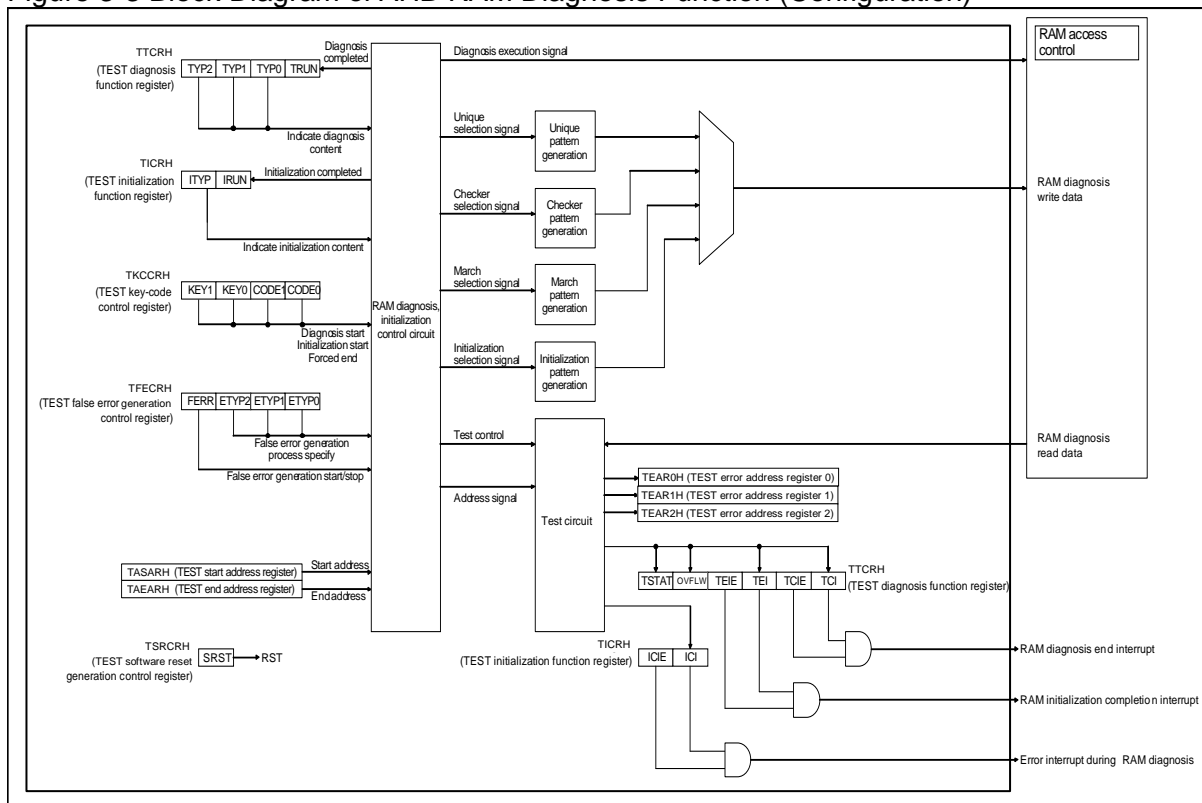 RAM access
control
Diagnosis
completed
Diagnosis execution signal
TTCRH
(TEST diagnosis
function register)
TYP2 TYP1 TYP0 TRUN
Indicate diagnosis
content
Unique
selection signal
Unique
pattern
generation
TICRH
(TEST initialization
function register)
ITYP IRUN
Initialization completed
Indicate initialization content
Checker
selection signal
Checker
pattern
generation
RAM diagnosis
write data
TKCCRH
(TEST key-code
control register)
KEY1 KEY0 CODE1 CODE0
Diagnosis start
Initialization start
Forced end
RAM diagnosis,
initialization
control circuit
March
selection signal
March
pattern
generation
Initialization
selection signal
Initialization
pattern
generation
TFECRH
(TEST false error generation
control register)
FERR ETYP2 ETYP1 ETYP0
False error generation
process specify
False error generation start/stop
Test control
RAM diagnosis
read data
Address signal
Test circuit
TEAR0H (TEST error address register 0)
TEAR1H (TEST error address register 1)
TEAR2H (TEST error address register 2)
TASARH (TEST start address register)
Start address
TAEARH (TEST end address register)
End address
TSTAT OVFLW TEIE TEI TCIE TCI
TTCRH
(TEST diagnosis function register)
TSRCRH
(TEST software reset
generation control register)
SRST
RST
TICRH
(TEST initialization function register)
ICIE ICI
RAM diagnosis end interrupt
RAM initialization completion interrupt
Error interrupt during RAM diagnosis